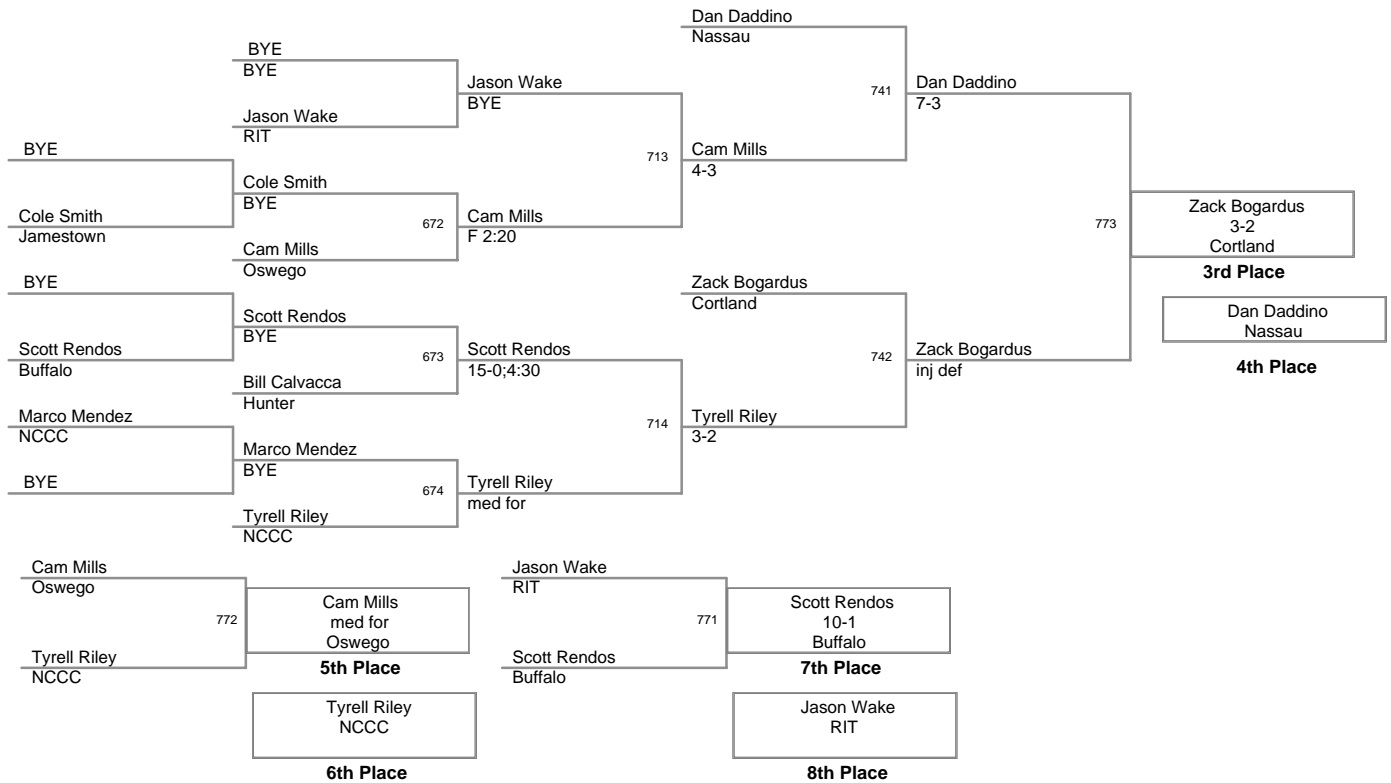 Dan Daddino
Nassau
BYE
BYE
Jason Wake
BYE
741
Dan Daddino
7-3
Jason Wake
RIT
BYE
713
Cam Mills
4-3
Cole Smith
BYE
Cole Smith
Jamestown
672
Cam Mills
F 2:20
773
Zack Bogardus
3-2
Cortland
3rd Place
Cam Mills
Oswego
BYE
Zack Bogardus
Cortland
Dan Daddino
Nassau
4th Place
Scott Rendos
BYE
Scott Rendos
Buffalo
673
Scott Rendos
15-0;4:30
742
Zack Bogardus
inj def
Bill Calvacca
Hunter
Marco Mendez
NCCC
714
Tyrell Riley
3-2
Marco Mendez
BYE
BYE
674
Tyrell Riley
med for
Tyrell Riley
NCCC
Cam Mills
Oswego
772
Cam Mills
med for
Oswego
5th Place
Tyrell Riley
NCCC
Tyrell Riley
NCCC
6th Place
Jason Wake
RIT
771
Scott Rendos
10-1
Buffalo
7th Place
Scott Rendos
Buffalo
Jason Wake
RIT
8th Place